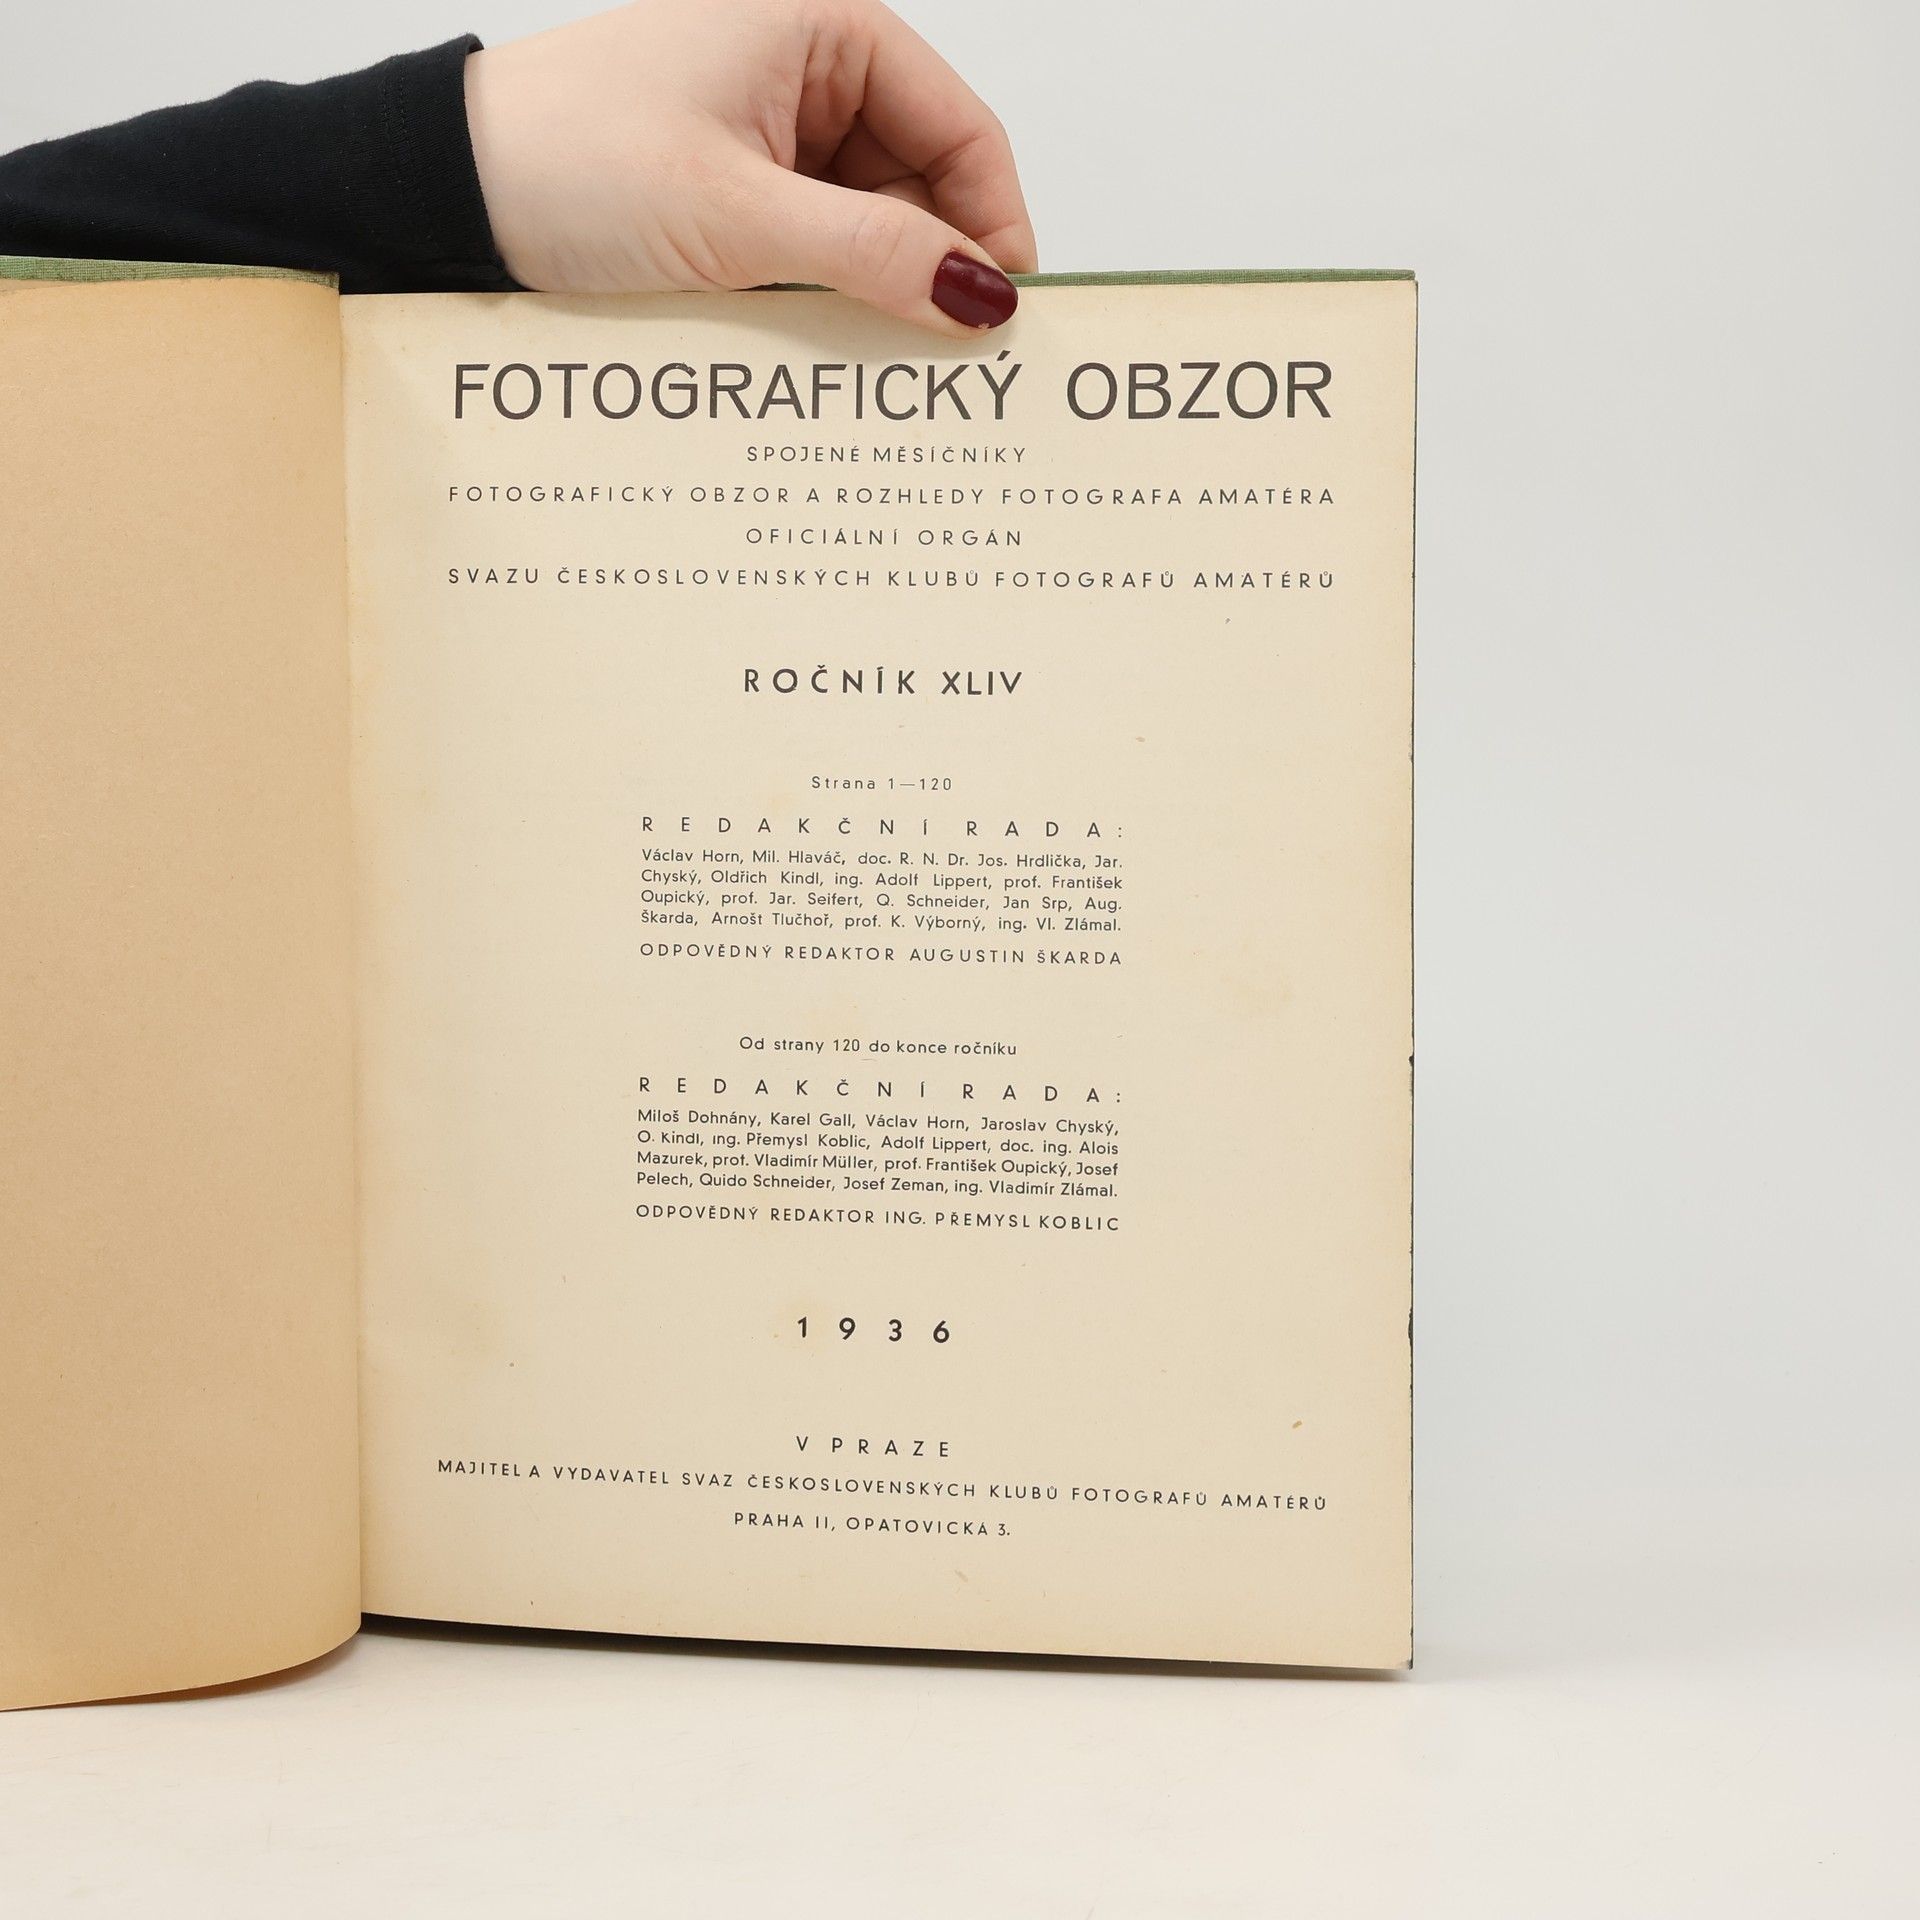 FOTOGRAFICKÝ OBZOR
SPOJENÉ MĚSÍČNÍKY
FOTOGRAFICKÝ OBZOR A ROZHLEDY FOTOGRAFA AMATÉRA
OFICIÁLNÍ ORGÁN
SVAZU ČESKOSLOVENSKÝCH KLUBŮ FOTOGRAFŮ AMATÉRŮ
ROČNÍK XLIV
Strana 1—120
REDAKČNÍ RADA:
Václav Horn, Mil. Hlaváč, doc. R. N. Dr. Jos. Hrdlička, Jar.
Chyský, Oldřich Kindl, ing. Adolf Lippert, prof. František
Oupický, prof. Jar. Seifert, Q. Schneider, Jan Srp, Aug.
Škarda, Arnošt Tlučhoř, prof. K. Výborný, ing. Vl. Zlámal.
ODPOVĚDNÝ REDAKTOR AUGUSTIN ŠKARDA
Od strany 120 do konce ročníku
REDAKČNÍ RADA:
Miloš Dohnány, Karel Gall, Václav Horn, Jaroslav Chyský,
O. Kindl, ing. Přemysl Koblic, Adolf Lippert, doc. ing. Alois
Mazurek, prof. Vladimír Müller, prof. František Oupický, Josef
Pelech, Quido Schneider, Josef Zeman, ing. Vladimír Zlámal.
ODPOVĚDNÝ REDAKTOR ING. PŘEMYSL KOBLIC
1936
V PRAZE
MAJITEL A VYDAVATEL SVAZ ČESKOSLOVENSKÝCH KLUBŮ FOTOGRAFŮ AMATÉRŮ
PRAHA II, OPATOVICKÁ 3.